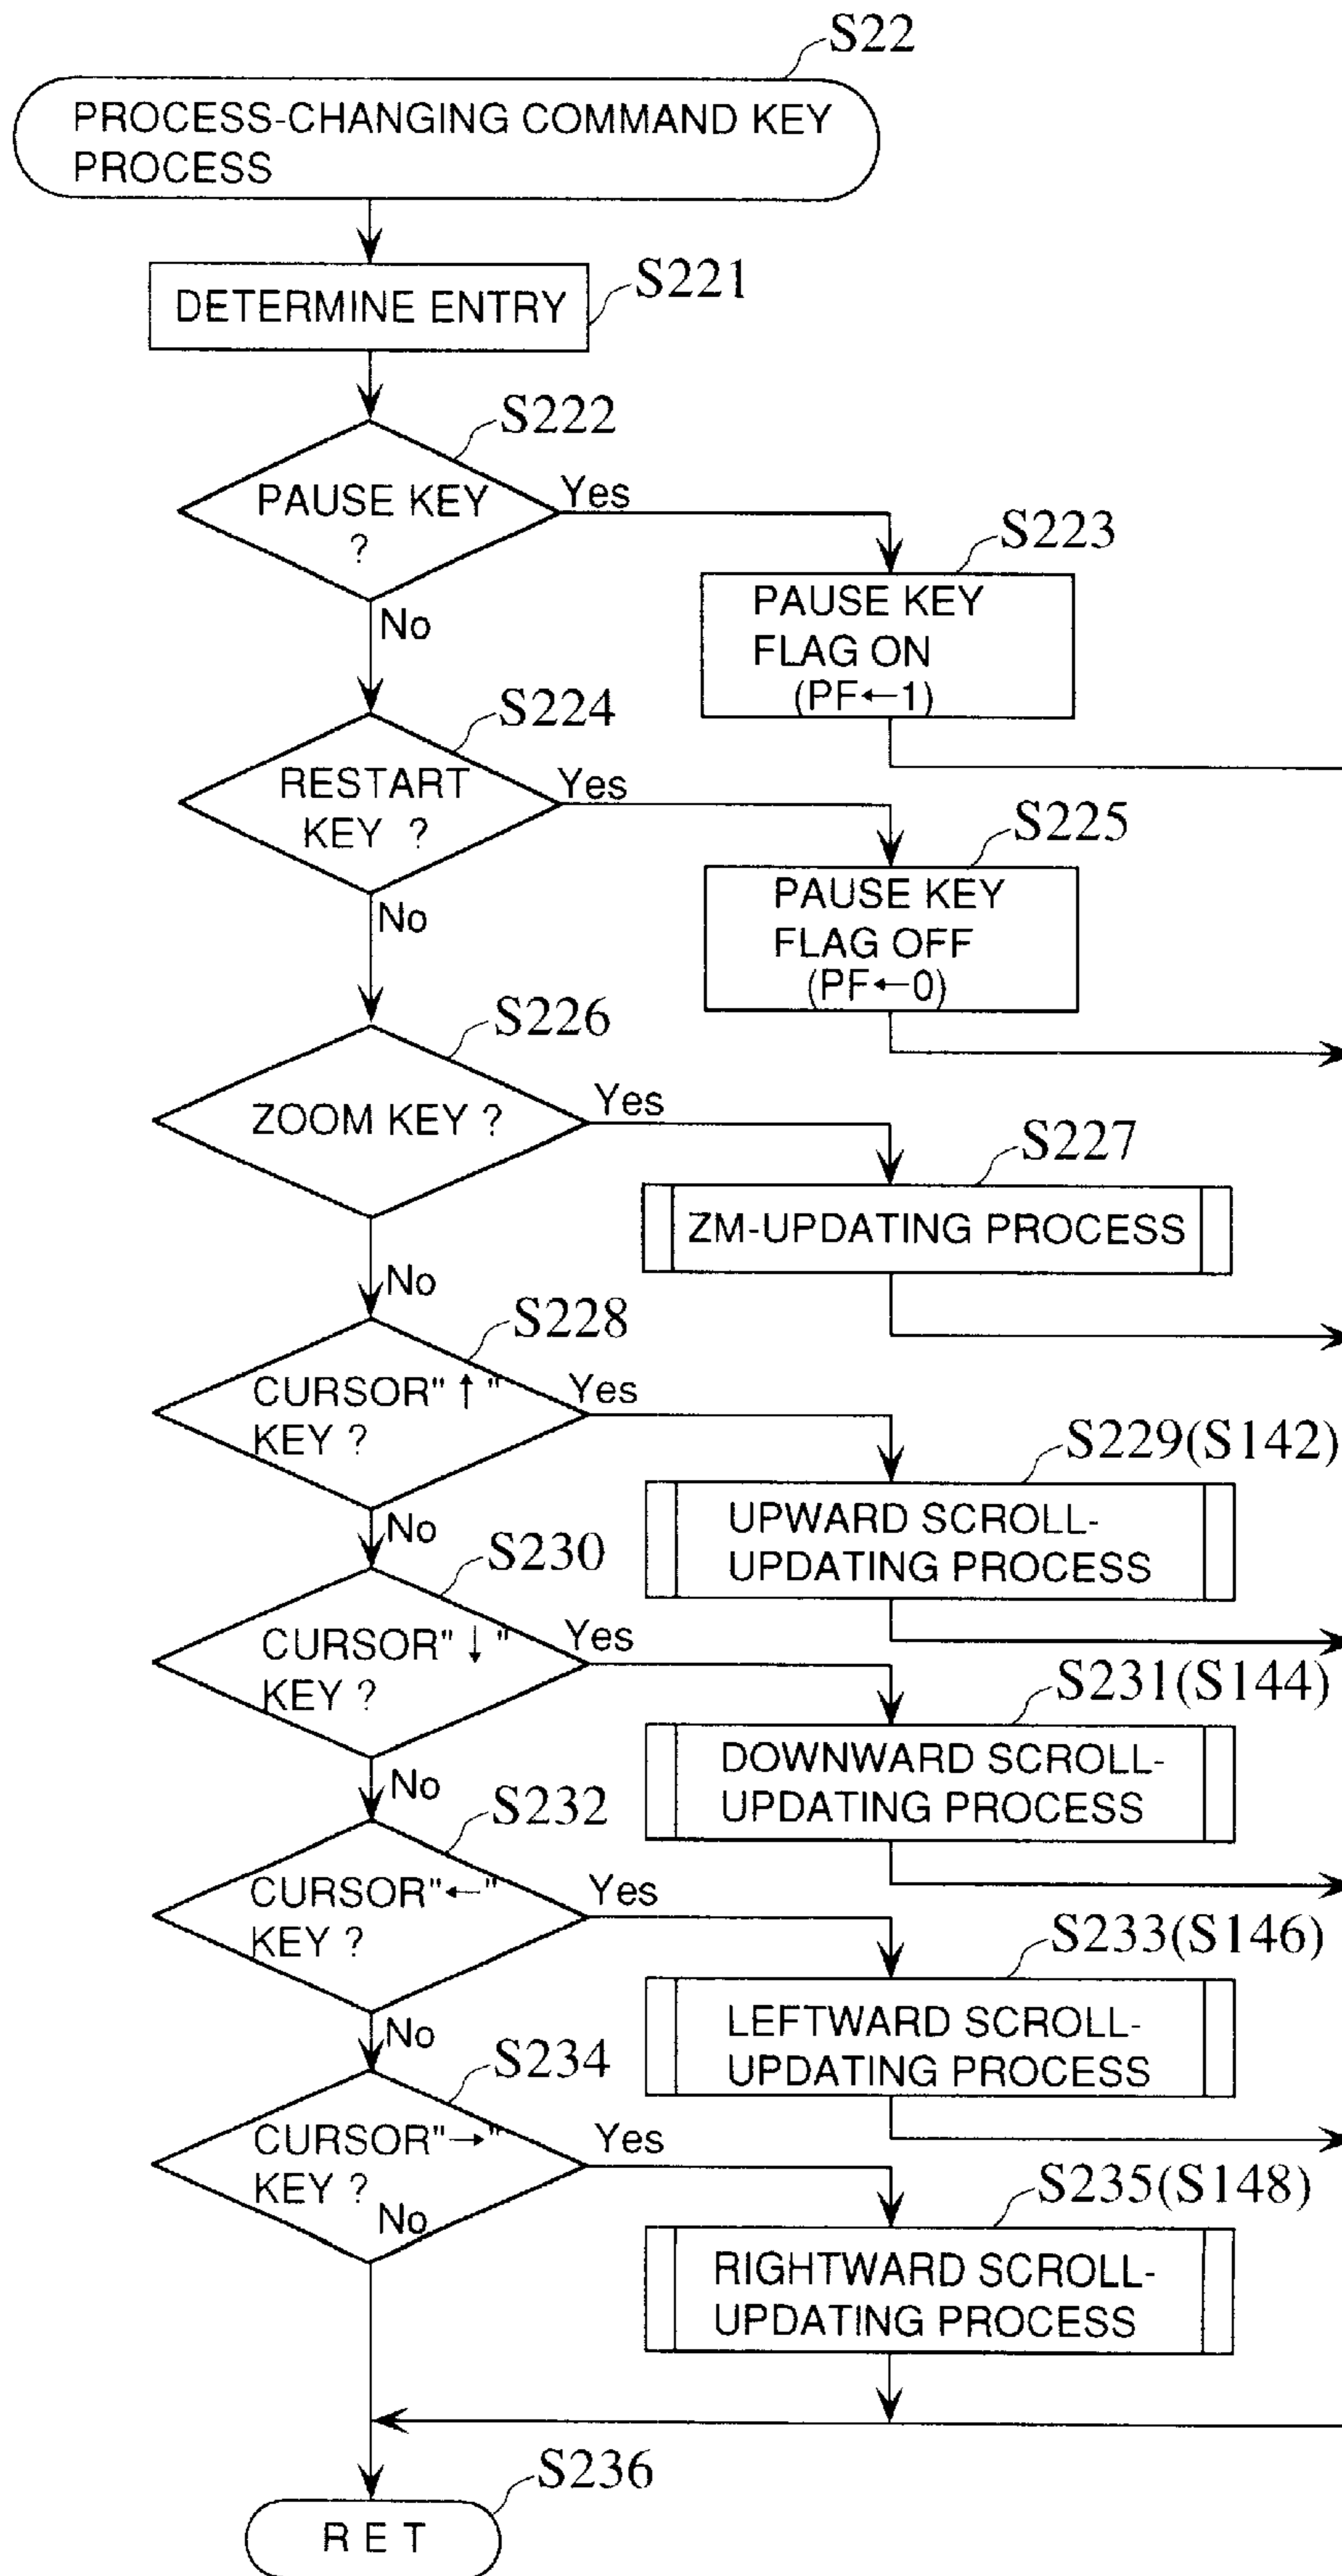 S22
PROCESS-CHANGING COMMAND KEY
PROCESS
S221
DETERMINE ENTRY
S222
PAUSE KEY
?
Yes
No
S223
PAUSE KEY
FLAG ON
(PF←1)
S224
RESTART
KEY ?
Yes
No
S225
PAUSE KEY
FLAG OFF
(PF←0)
S226
ZOOM KEY ?
Yes
No
S227
ZM-UPDATING PROCESS
S228
CURSOR"↑"
KEY ?
Yes
No
S229(S142)
UPWARD SCROLL-
UPDATING PROCESS
S230
CURSOR"↓"
KEY ?
Yes
No
S231(S144)
DOWNWARD SCROLL-
UPDATING PROCESS
S232
CURSOR"←"
KEY ?
Yes
No
S233(S146)
LEFTWARD SCROLL-
UPDATING PROCESS
S234
CURSOR"→"
KEY ?
Yes
No
S235(S148)
RIGHTWARD SCROLL-
UPDATING PROCESS
S236
RET